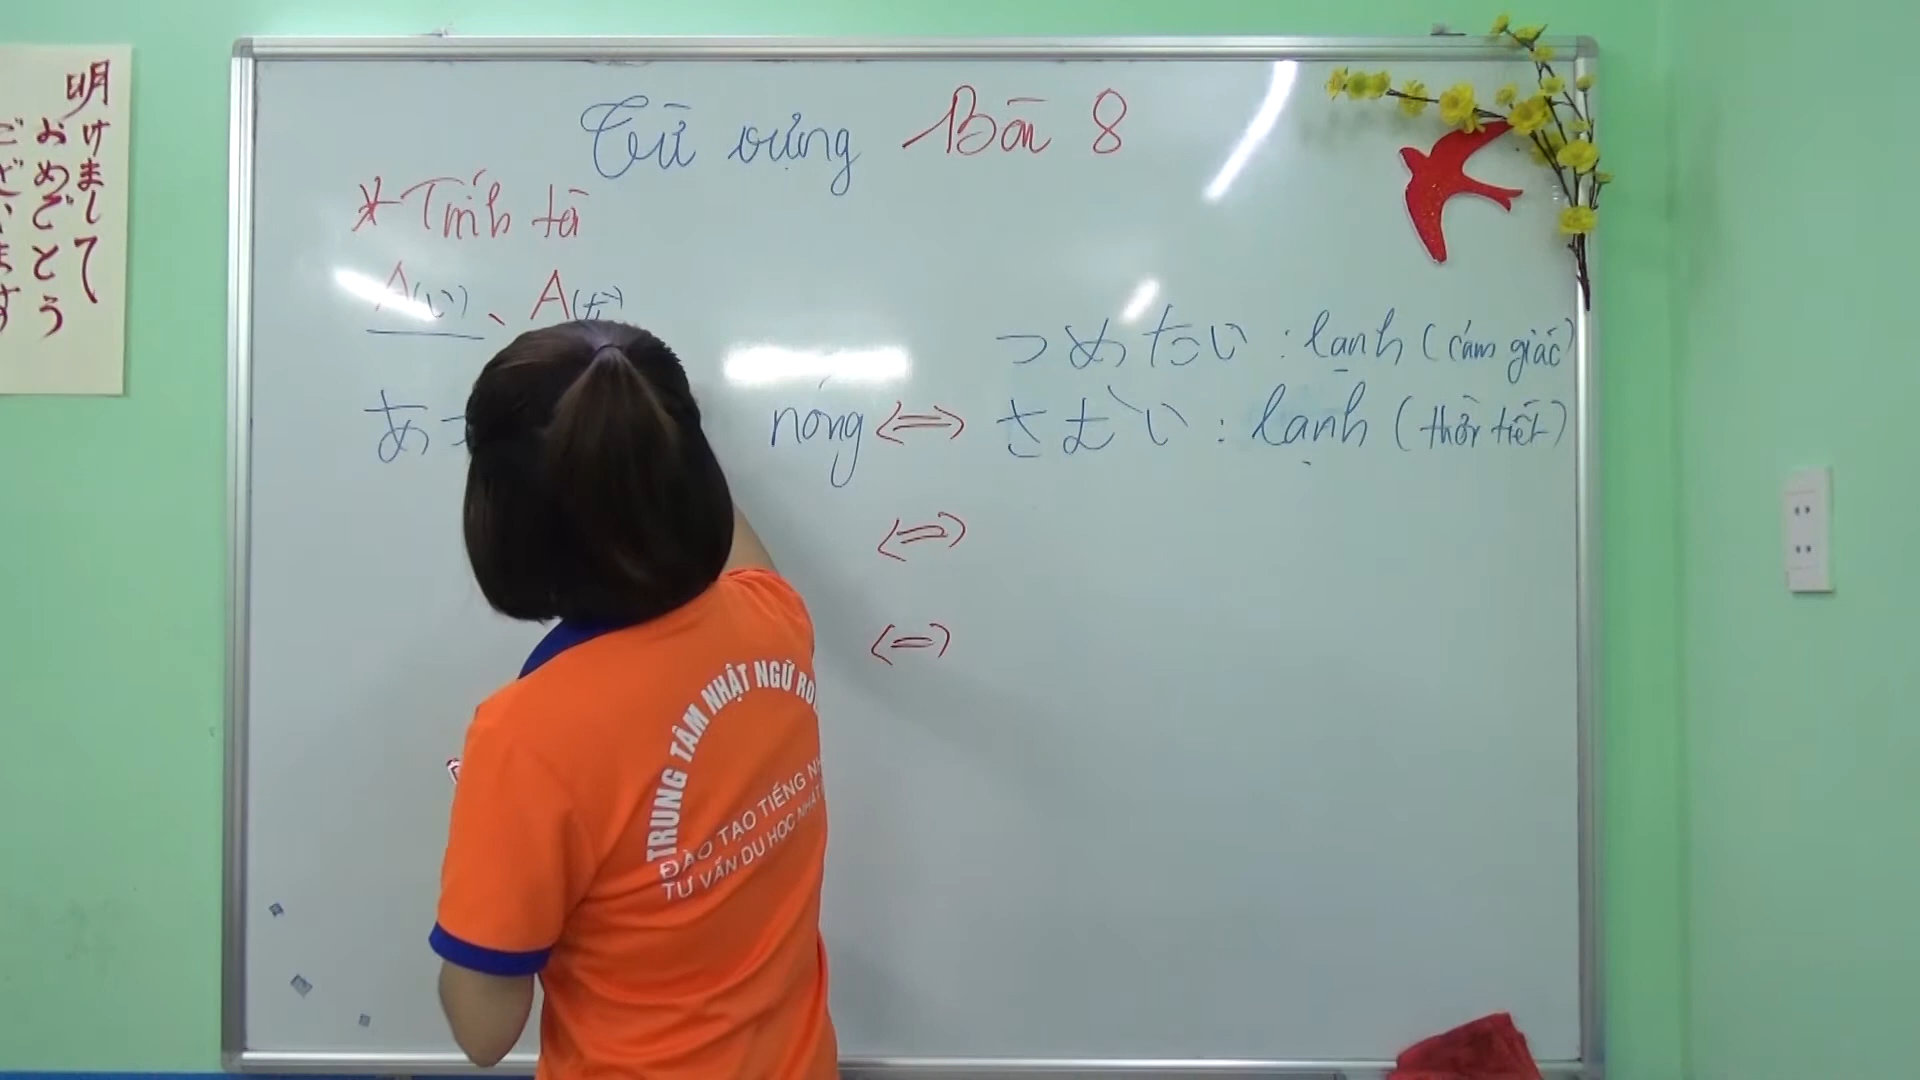 明けまして
おめでとう
ございます
Từ vựng Bài 8
* Tính từ
A(い)、A(な)
つめたい : lạnh (cảm giác)
あつ nóng ⇔ さむい : lạnh (thời tiết)
⇔
⇔
TRUNG TÂM NHẬT NGỮ
ĐÀO TẠO TIẾNG
TƯ VẤN DU HỌC NHẬT